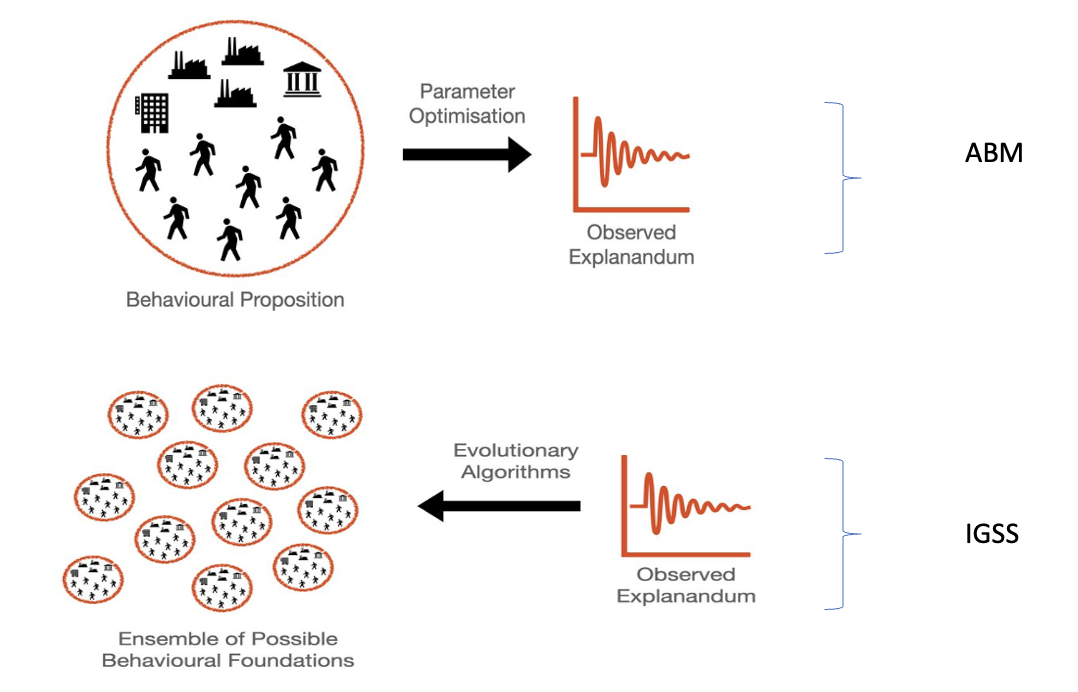 Parameter
Optimisation
ABM
Observed
Explanandum
Behavioural Proposition
Evolutionary
Algorithms
IGSS
Observed
Explanandum
Ensemble of Possible
Behavioural Foundations